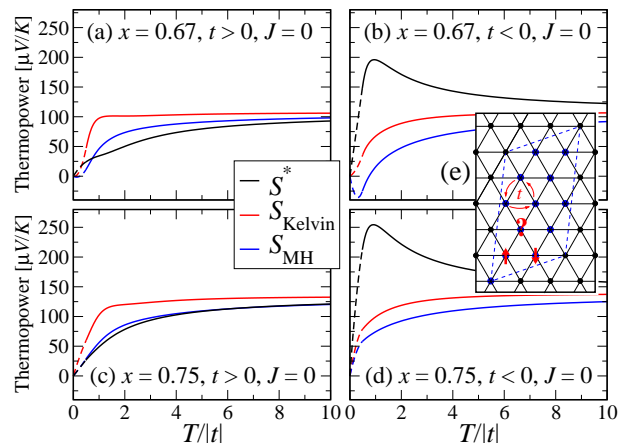 (a) x = 0.67, t > 0, J = 0
(b) x = 0.67, t < 0, J = 0
Thermopower [μV/K]
250
200
150
100
50
0
(e)
t
?
S*
S_Kelvin
S_MH
Thermopower [μV/K]
250
200
150
100
50
0
(c) x = 0.75, t > 0, J = 0
(d) x = 0.75, t < 0, J = 0
0 2 4 6 8 10
0 2 4 6 8 10
T/|t|
T/|t|